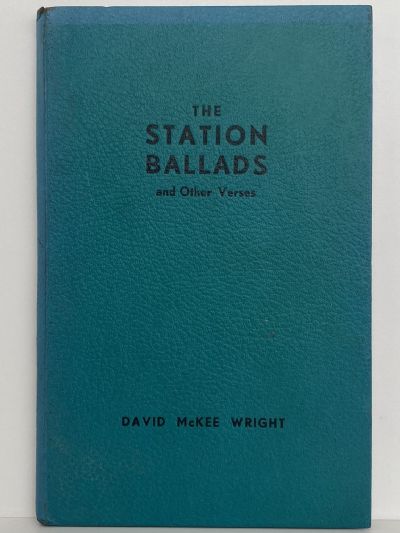 THE
STATION
BALLADS
and Other Verses
DAVID McKEE WRIGHT